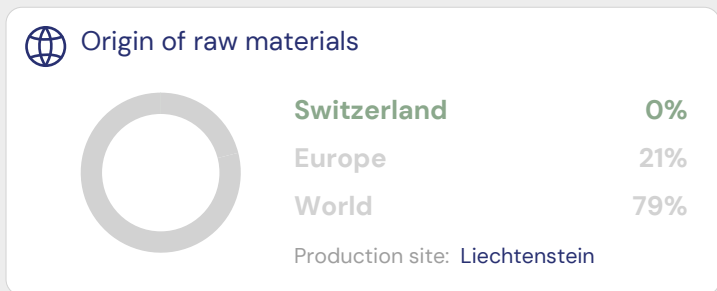 Origin of raw materials
Switzerland 0%
Europe 21%
World 79%
Production site: Liechtenstein